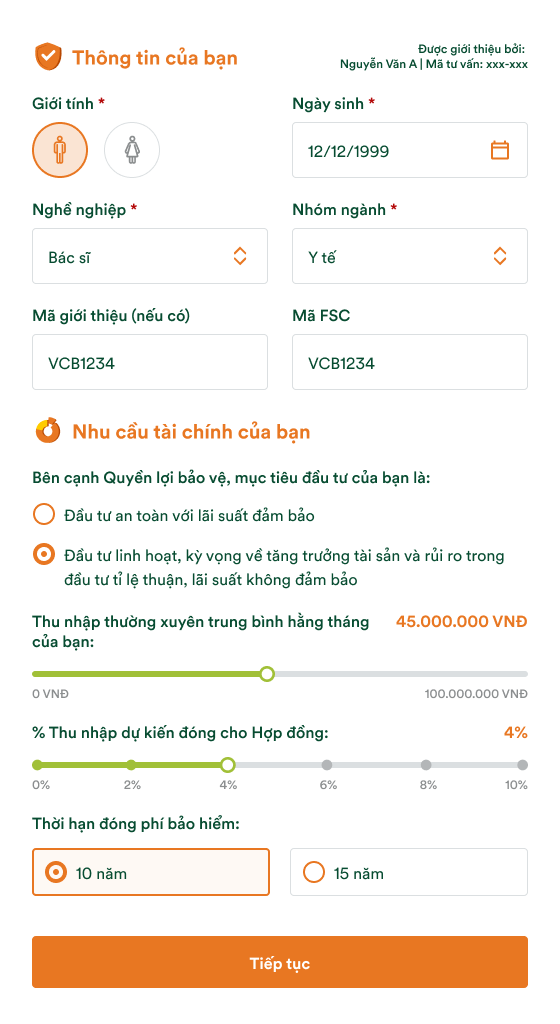 Thông tin của bạn
Được giới thiệu bởi:
Nguyễn Văn A | Mã tư vấn: xxx-xxx
Giới tính *
Ngày sinh *
12/12/1999
Nghề nghiệp *
Nhóm ngành *
Bác sĩ
Y tế
Mã giới thiệu (nếu có)
Mã FSC
VCB1234
VCB1234
Nhu cầu tài chính của bạn
Bên cạnh Quyền lợi bảo vệ, mục tiêu đầu tư của bạn là:
Đầu tư an toàn với lãi suất đảm bảo
Đầu tư linh hoạt, kỳ vọng về tăng trưởng tài sản và rủi ro trong
đầu tư tỉ lệ thuận, lãi suất không đảm bảo
Thu nhập thường xuyên trung bình hằng tháng
của bạn:
45.000.000 VNĐ
0 VNĐ
100.000.000 VNĐ
% Thu nhập dự kiến đóng cho Hợp đồng:
4%
0%
2%
4%
6%
8%
10%
Thời hạn đóng phí bảo hiểm:
10 năm
15 năm
Tiếp tục